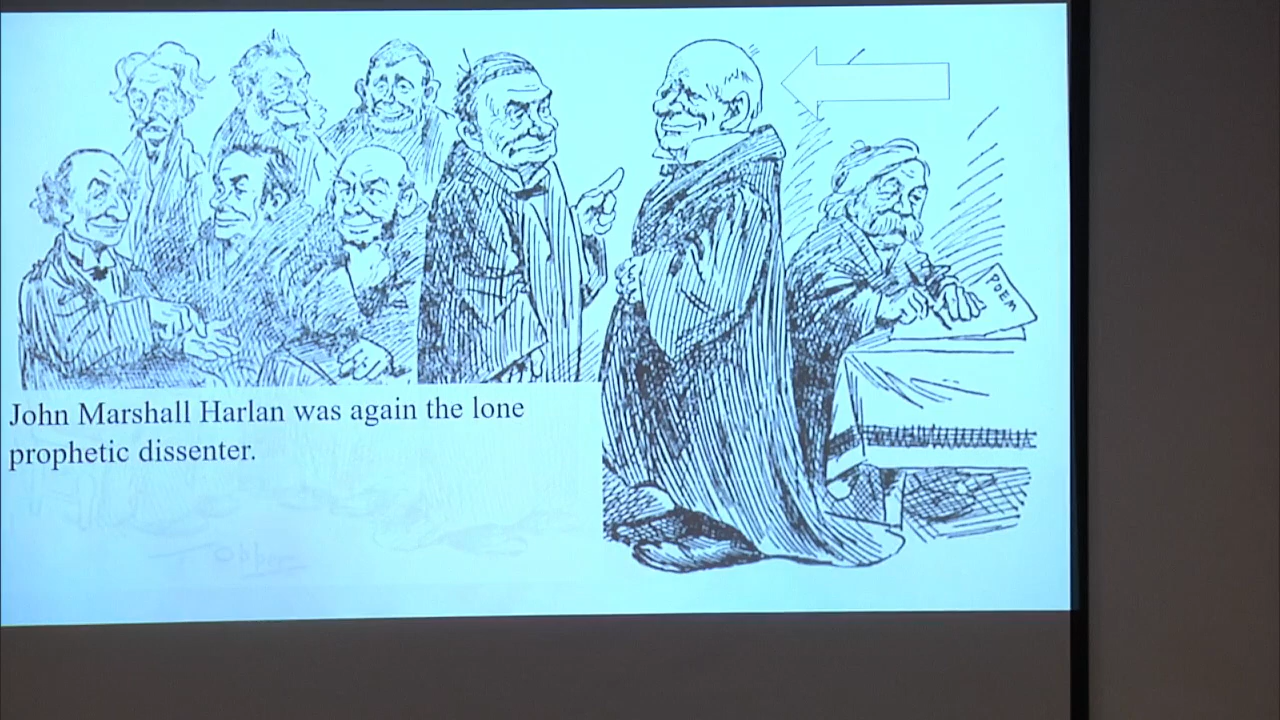 POEM
John Marshall Harlan was again the lone
prophetic dissenter.